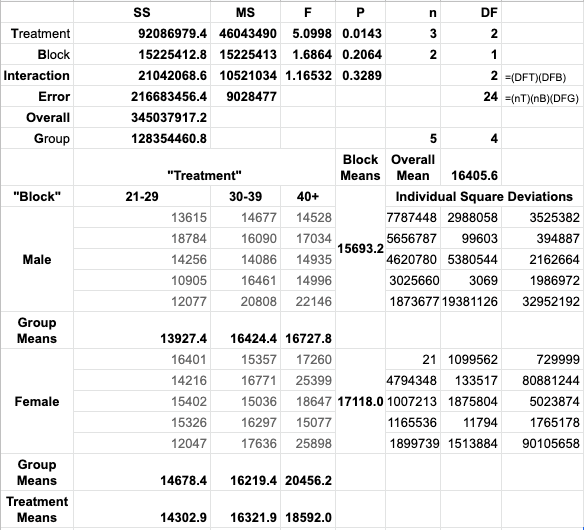 SS MS F P n DF
Treatment 92086979.4 46043490 5.0998 0.0143 3 2
Block 15225412.8 15225413 1.6864 0.2064 2 1
Interaction 21042068.6 10521034 1.16532 0.3289 2 =(DFT)(DFB)
Error 216683456.4 9028477 24 =(nT)(nB)(DFG)
Overall 345037917.2
Group 128354460.8 5 4
"Treatment" Block Means Overall Mean 16405.6
"Block" 21-29 30-39 40+ Individual Square Deviations
13615 14677 14528 7787448 2988058 3525382
18784 16090 17034 5656787 99603 394887
Male 14256 14086 14935 15693.2 4620780 5380544 2162664
10905 16461 14996 3025660 3069 1986972
12077 20808 22146 1873677 19381126 32952192
Group
Means 13927.4 16424.4 16727.8
16401 15357 17260 21 1099562 729999
14216 16771 25399 4794348 133517 80881244
Female 15402 15036 18647 17118.0 1007213 1875804 5023874
15326 16297 15077 1165536 11794 1765178
12047 17636 25898 1899739 1513884 90105658
Group
Means 14678.4 16219.4 20456.2
Treatment
Means 14302.9 16321.9 18592.0